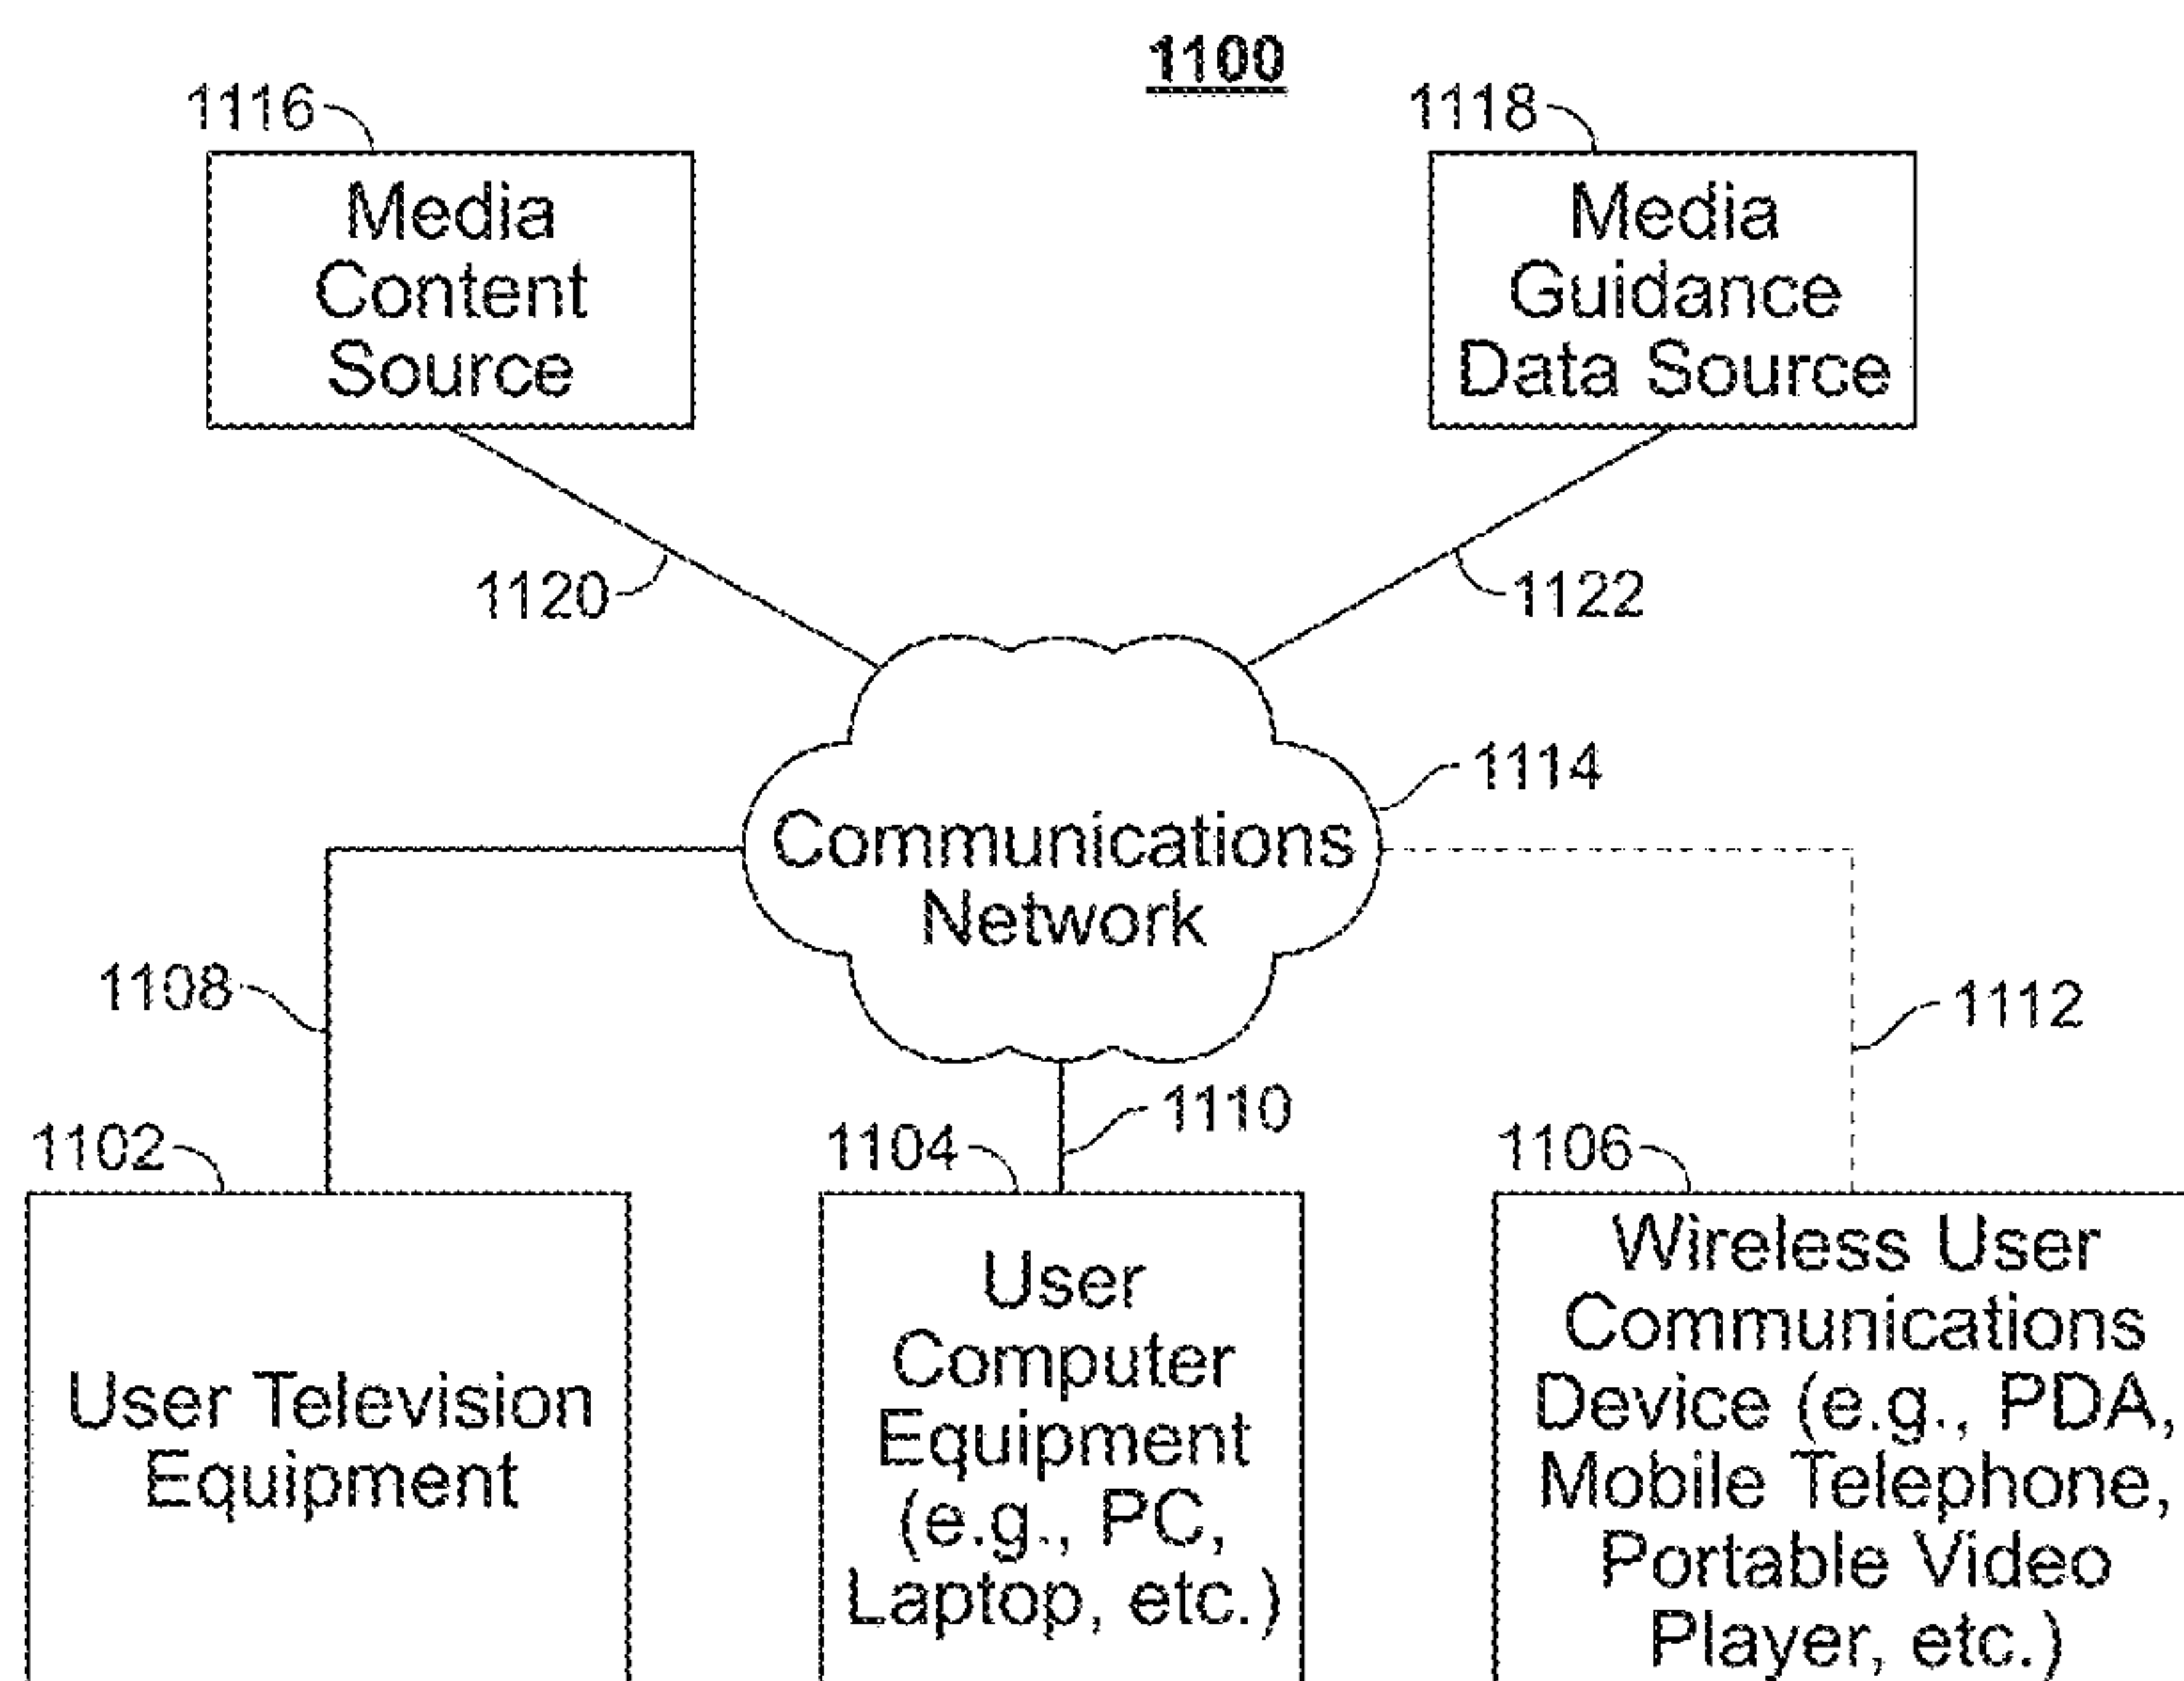 1100
1116
1118
Media
Content
Source
Media
Guidance
Data Source
1120
1122
1114
Communications
Network
1108
1112
1110
1102
1104
1106
User Television
Equipment
User
Computer
Equipment
(e.g., PC,
Laptop, etc.)
Wireless User
Communications
Device (e.g., PDA,
Mobile Telephone,
Portable Video
Player, etc.)